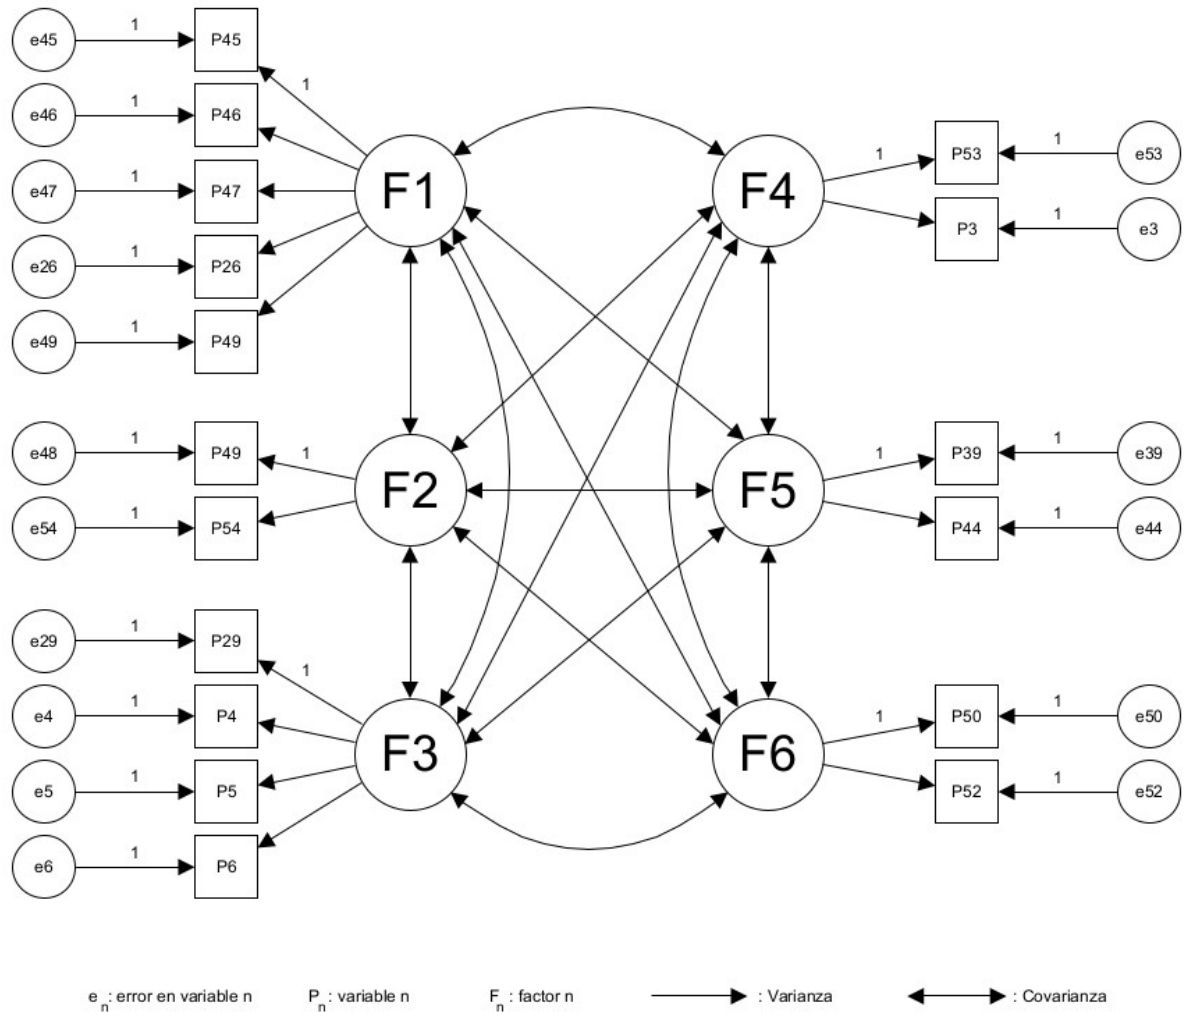 e45 1 P45
1
e46 1 P46
e47 1 P47
e26 1 P26
e49 1 P49
F1
F4
1 P53 1 e53
P3 1 e3
e48 1 P49 1
e54 1 P54
F2
F5
1 P39 1 e39
P44 1 e44
e29 1 P29
1
e4 1 P4
e5 1 P5
e6 1 P6
F3
F6
1 P50 1 e50
P52 1 e52
e n : error en variable n
P n : variable n
F n : factor n
: Varianza
: Covarianza